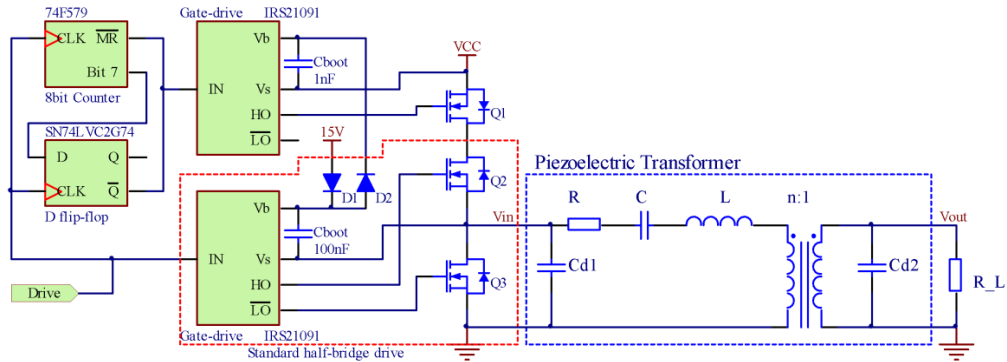 74F579
Gate-drive IRS21091
CLK MR
Bit 7
8bit Counter
IN
Vb
Vs
HO
LO
Cboot
1nF
VCC
Q1
SN74LVC2G74
D Q
CLK Q
D flip-flop
15V
D1
D2
Q2
Vb
Vs
HO
LO
IN
Cboot
100nF
Q3
Drive
Gate-drive IRS21091
Standard half-bridge drive
Piezoelectric Transformer
Vin
R
C
L
n:1
Cd1
Cd2
Vout
R_L